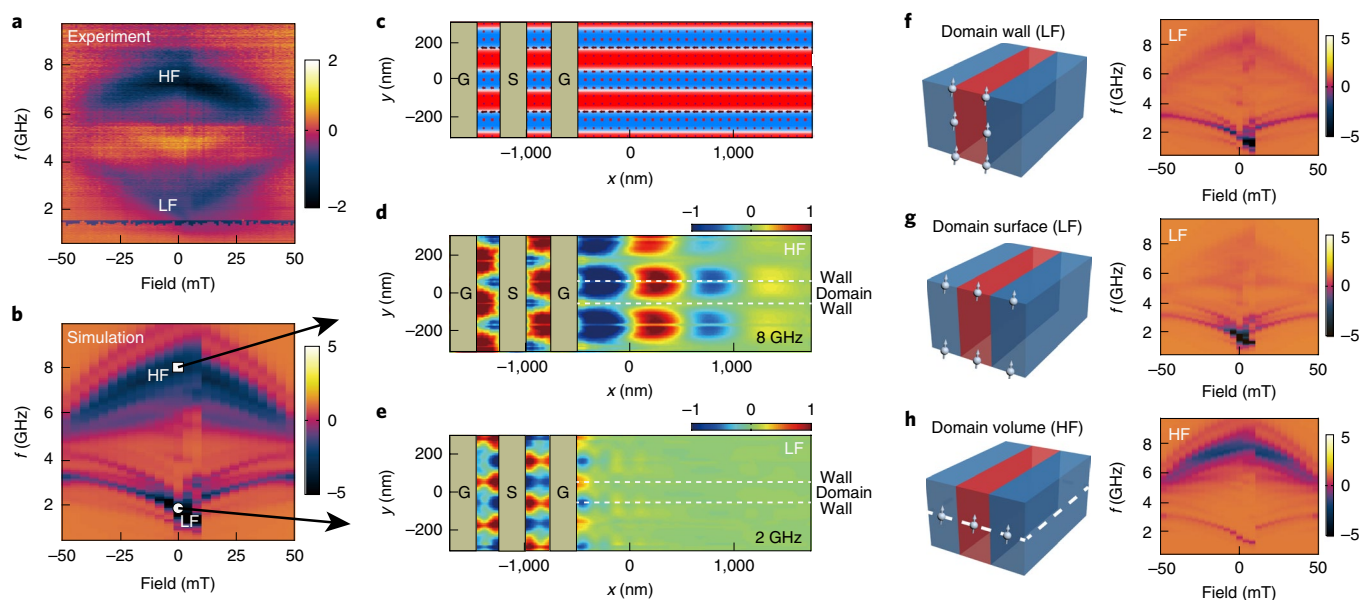 a
Experiment
HF
LF
f (GHz)
8
6
4
2
−50 −25 0 25 50
Field (mT)
2
0
−2
b
Simulation
HF
LF
f (GHz)
8
6
4
2
−50 −25 0 25 50
Field (mT)
5
0
−5
c
y (nm)
200
0
−200
G S G
−1,000 0 1,000
x (nm)
d
−1 0 1
y (nm)
200
0
−200
G S G
HF
8 GHz
Wall
Domain
Wall
−1,000 0 1,000
x (nm)
e
−1 0 1
y (nm)
200
0
−200
G S G
LF
2 GHz
Wall
Domain
Wall
−1,000 0 1,000
x (nm)
f
Domain wall (LF)
LF
f (GHz)
8
6
4
2
−50 0 50
Field (mT)
5
0
−5
g
Domain surface (LF)
LF
f (GHz)
8
6
4
2
−50 0 50
Field (mT)
5
0
−5
h
Domain volume (HF)
HF
f (GHz)
8
6
4
2
−50 0 50
Field (mT)
5
0
−5